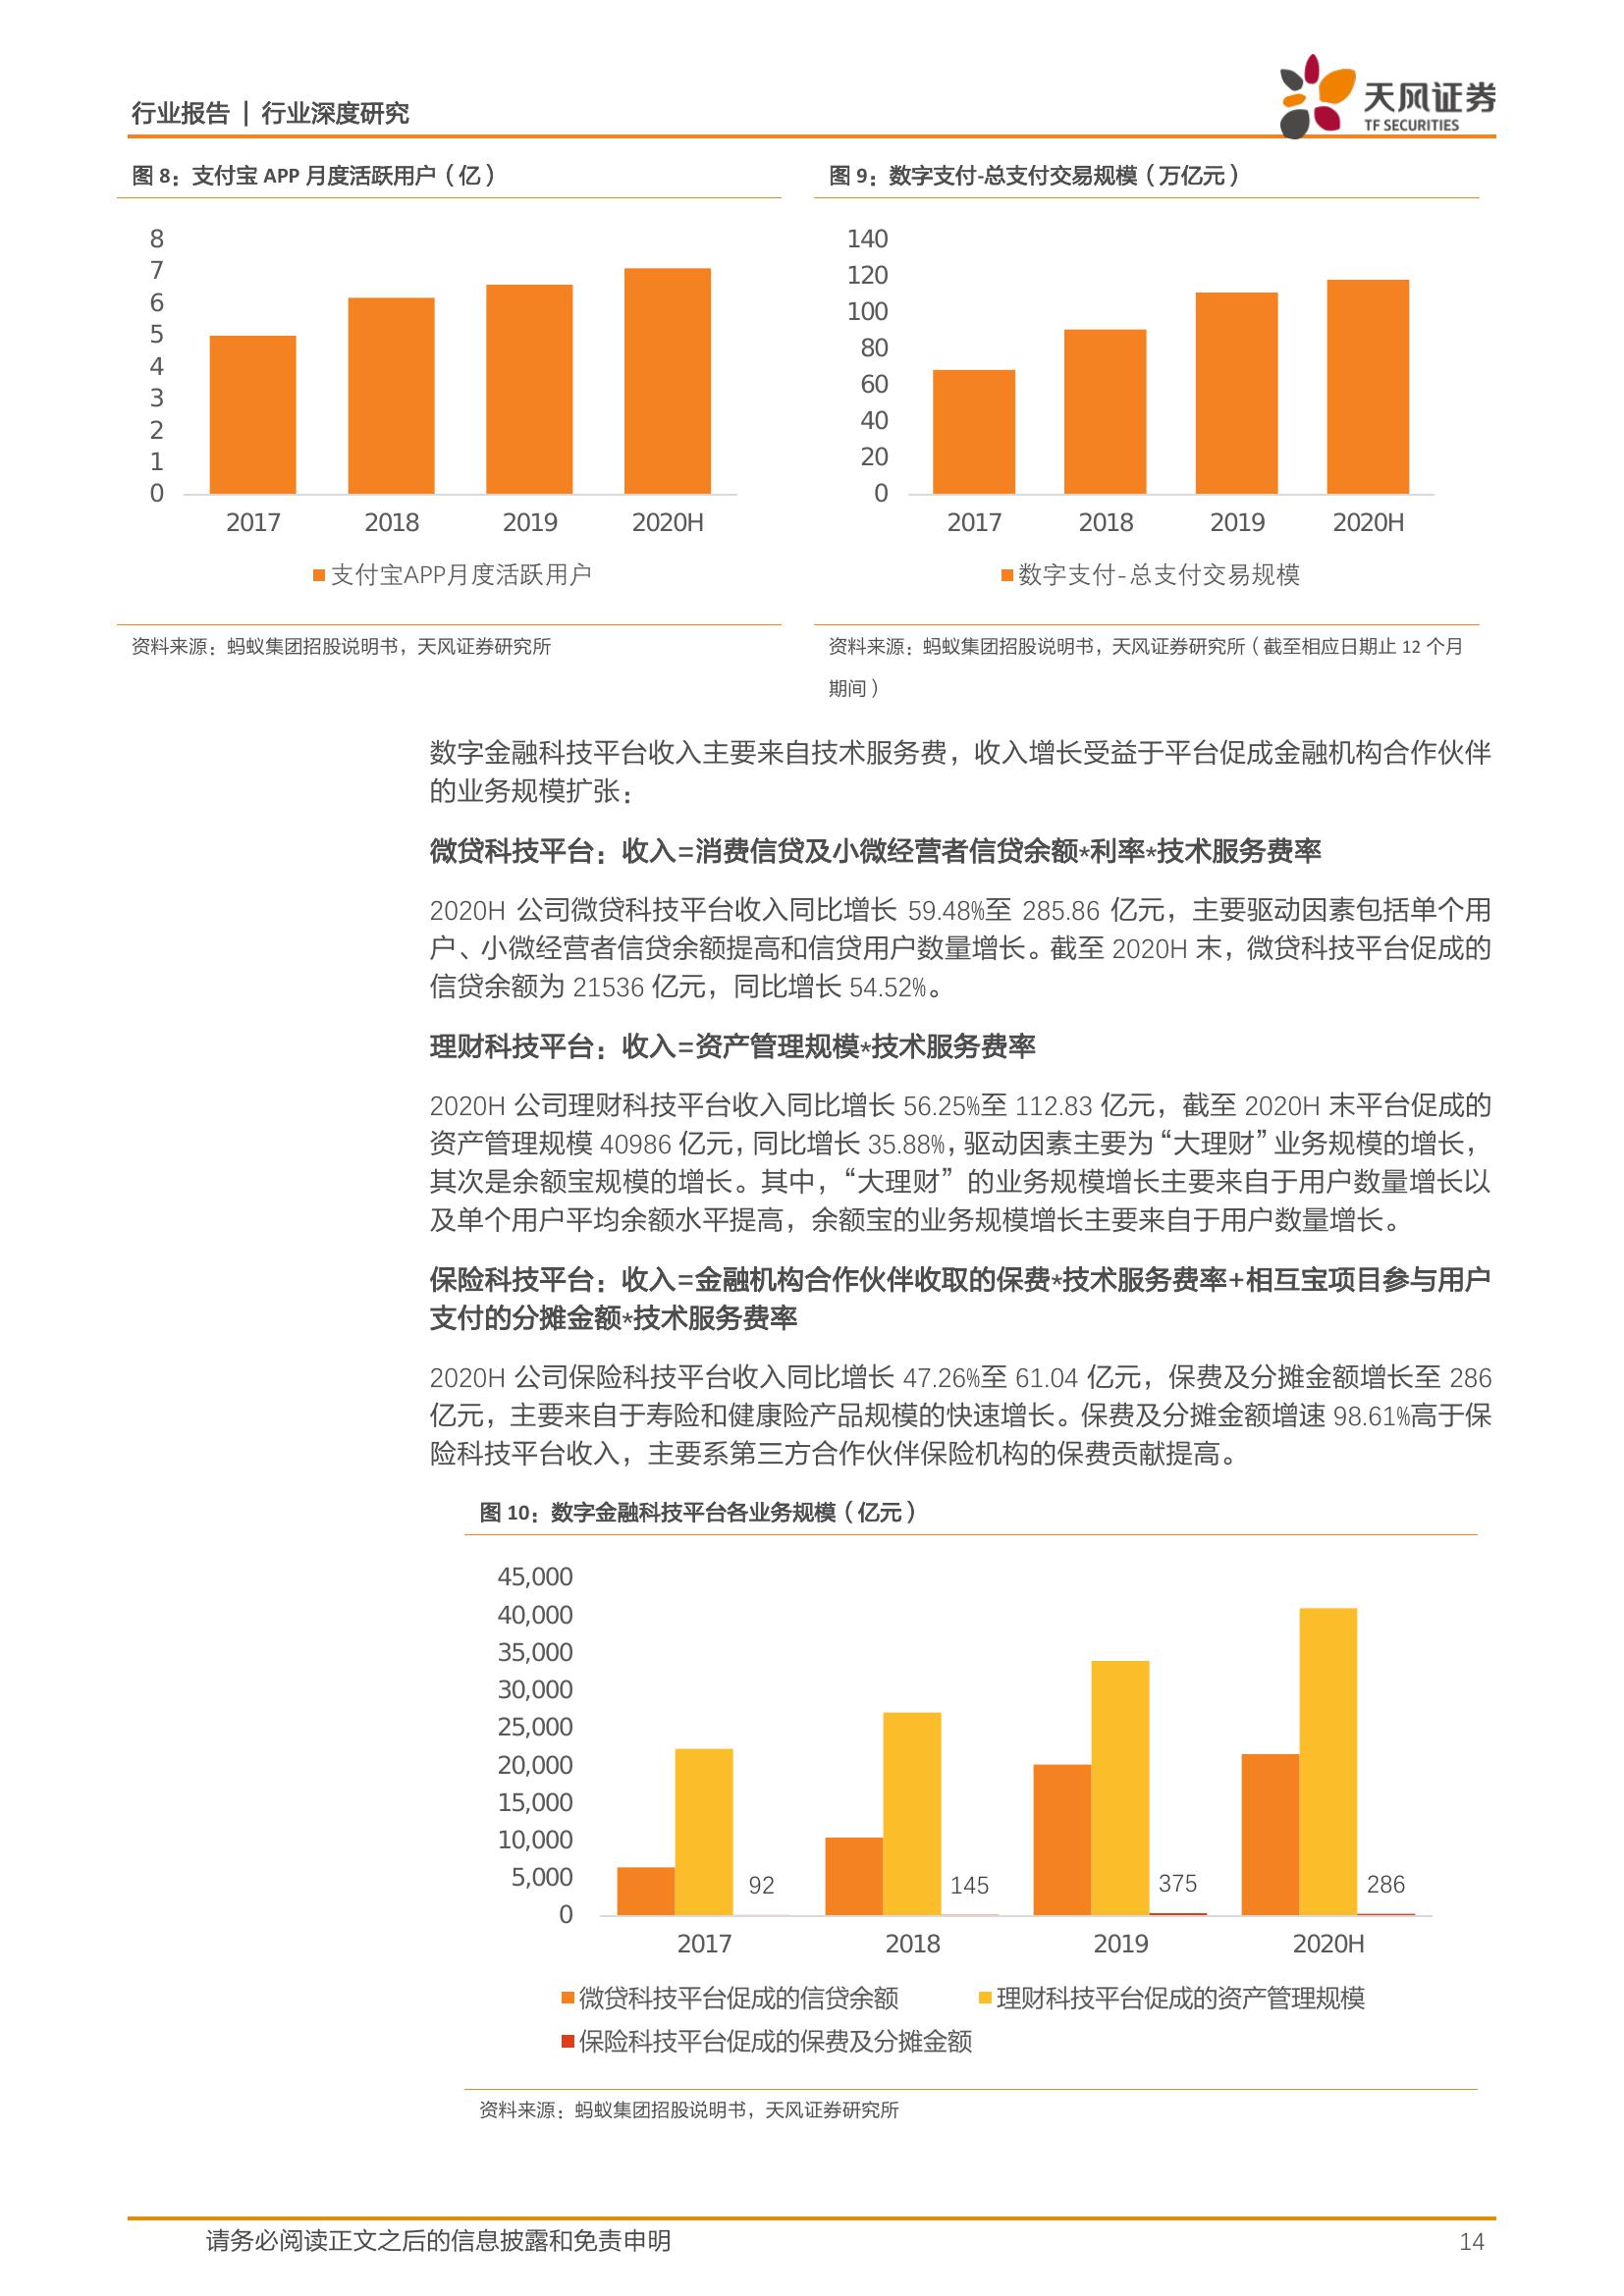 行业报告 | 行业深度研究
天风证券
TF SECURITIES
图 8：支付宝 APP 月度活跃用户（亿）
8
7
6
5
4
3
2
1
0
2017 2018 2019 2020H
支付宝APP月度活跃用户
资料来源：蚂蚁集团招股说明书，天风证券研究所
图 9：数字支付-总支付交易规模（万亿元）
140
120
100
80
60
40
20
0
2017 2018 2019 2020H
数字支付-总支付交易规模
资料来源：蚂蚁集团招股说明书，天风证券研究所（截至相应日期止 12 个月
期间）
数字金融科技平台收入主要来自技术服务费，收入增长受益于平台促成金融机构合作伙伴
的业务规模扩张：
微贷科技平台：收入=消费信贷及小微经营者信贷余额*利率*技术服务费率
2020H 公司微贷科技平台收入同比增长 59.48%至 285.86 亿元，主要驱动因素包括单个用
户、小微经营者信贷余额提高和信贷用户数量增长。截至 2020H 末，微贷科技平台促成的
信贷余额为 21536 亿元，同比增长 54.52%。
理财科技平台：收入=资产管理规模*技术服务费率
2020H 公司理财科技平台收入同比增长 56.25%至 112.83 亿元，截至 2020H 末平台促成的
资产管理规模 40986 亿元，同比增长 35.88%，驱动因素主要为“大理财”业务规模的增长，
其次是余额宝规模的增长。其中，“大理财”的业务规模增长主要来自于用户数量增长以
及单个用户平均余额水平提高，余额宝的业务规模增长主要来自于用户数量增长。
保险科技平台：收入=金融机构合作伙伴收取的保费*技术服务费率+相互宝项目参与用户
支付的分摊金额*技术服务费率
2020H 公司保险科技平台收入同比增长 47.26%至 61.04 亿元，保费及分摊金额增长至 286
亿元，主要来自于寿险和健康险产品规模的快速增长。保费及分摊金额增速 98.61%高于保
险科技平台收入，主要系第三方合作伙伴保险机构的保费贡献提高。
图 10：数字金融科技平台各业务规模（亿元）
45,000
40,000
35,000
30,000
25,000
20,000
15,000
10,000
5,000
0
92 145 375 286
2017 2018 2019 2020H
微贷科技平台促成的信贷余额 理财科技平台促成的资产管理规模
保险科技平台促成的保费及分摊金额
资料来源：蚂蚁集团招股说明书，天风证券研究所
请务必阅读正文之后的信息披露和免责申明 14